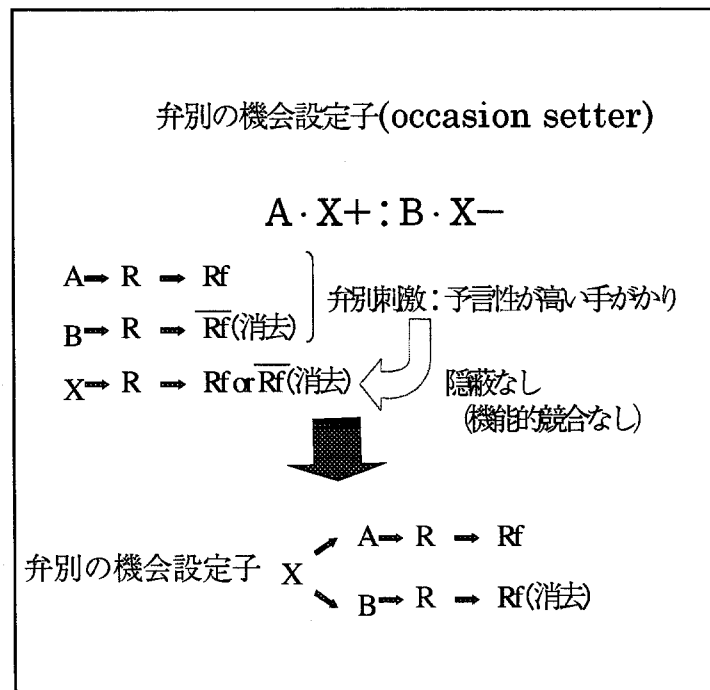 弁別の機会設定子(occasion setter)
A・X+:B・X−
A→ R → Rf
B→ R → R̅f̅(消去)
弁別刺激:予言性が高い手がかり
X→ R → Rf or R̅f̅(消去)
隠蔽なし
(機能的競合なし)
A→ R → Rf
弁別の機会設定子 X
B→ R → Rf(消去)